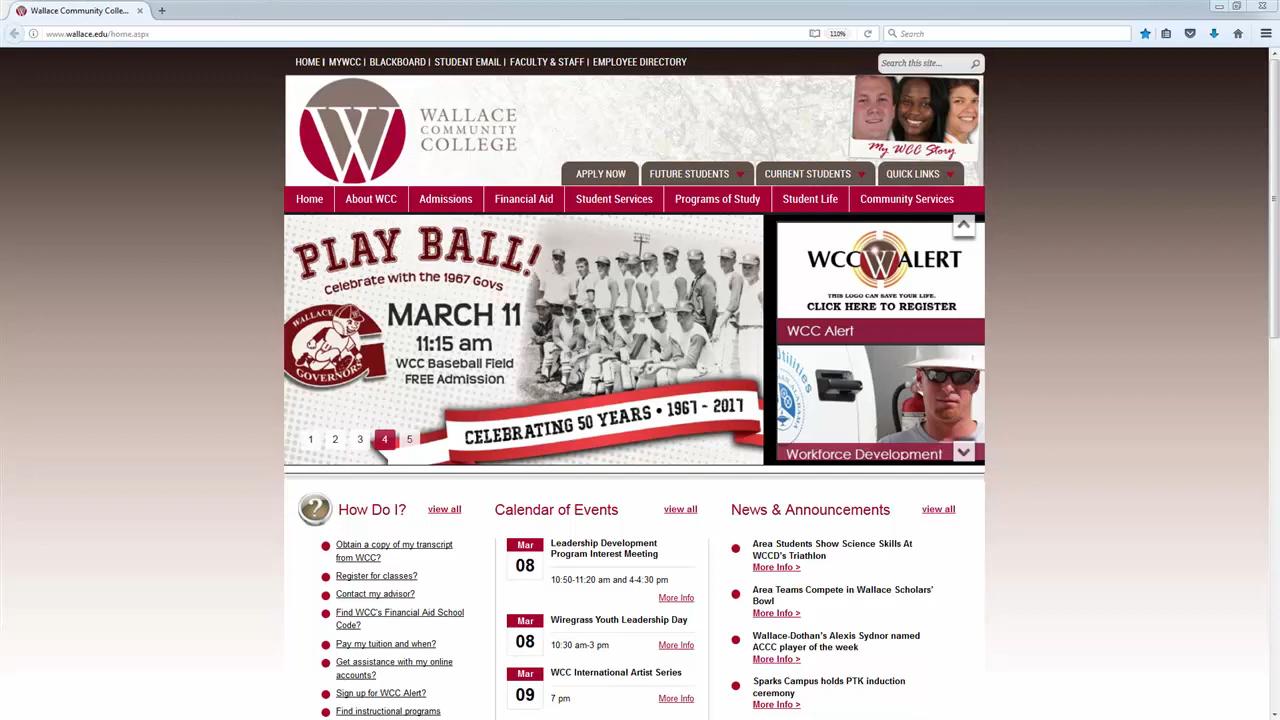 Wallace Community Colle...
www.wallace.edu/home.aspx
110%
Search
HOME | MYWCC | BLACKBOARD | STUDENT EMAIL | FACULTY & STAFF | EMPLOYEE DIRECTORY
Search this site...
W
WALLACE
COMMUNITY
COLLEGE
My WCC Story
APPLY NOW
FUTURE STUDENTS
CURRENT STUDENTS
QUICK LINKS
Home
About WCC
Admissions
Financial Aid
Student Services
Programs of Study
Student Life
Community Services
PLAY BALL!
Celebrate with the 1967 Govs
MARCH 11
11:15 am
WCC Baseball Field
FREE Admission
WALLACE
GOVERNORS
CELEBRATING 50 YEARS • 1967 - 2017
1 2 3 4 5
WCC W ALERT
THIS LOGO CAN SAVE YOUR LIFE.
CLICK HERE TO REGISTER
WCC Alert
Workforce Development
How Do I?
view all
Obtain a copy of my transcript
from WCC?
Register for classes?
Contact my advisor?
Find WCC's Financial Aid School
Code?
Pay my tuition and when?
Get assistance with my online
accounts?
Sign up for WCC Alert?
Find instructional programs
Calendar of Events
view all
Mar
08
Leadership Development
Program Interest Meeting
10:50-11:20 am and 4-4:30 pm
More Info
Mar
08
Wiregrass Youth Leadership Day
10:30 am-3 pm
More Info
Mar
09
WCC International Artist Series
7 pm
More Info
News & Announcements
view all
Area Students Show Science Skills At
WCCD's Triathlon
More Info >
Area Teams Compete in Wallace Scholars'
Bowl
More Info >
Wallace-Dothan's Alexis Sydnor named
ACCC player of the week
More Info >
Sparks Campus holds PTK induction
ceremony
More Info >